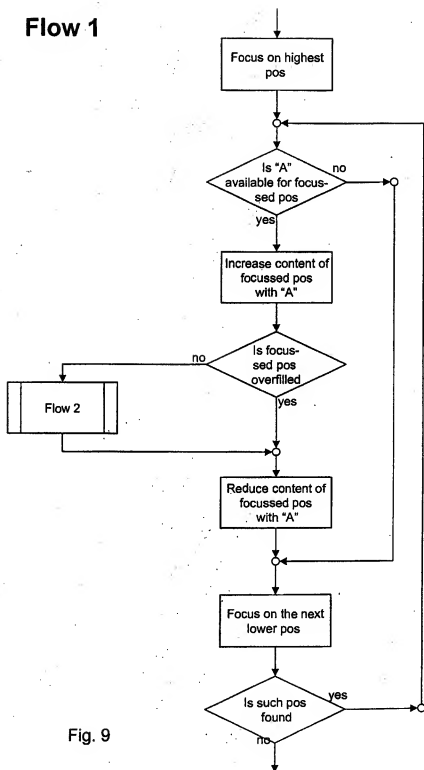 Flow 1
Focus on highest
pos
Is "A"
available for focus-
sed pos
no
yes
Increase content of
focussed pos
with "A"
Is focus-
sed pos
overfilled
no
yes
Flow 2
Reduce content of
focussed pos
with "A"
Focus on the next
lower pos
Is such pos
found
yes
no
Fig. 9